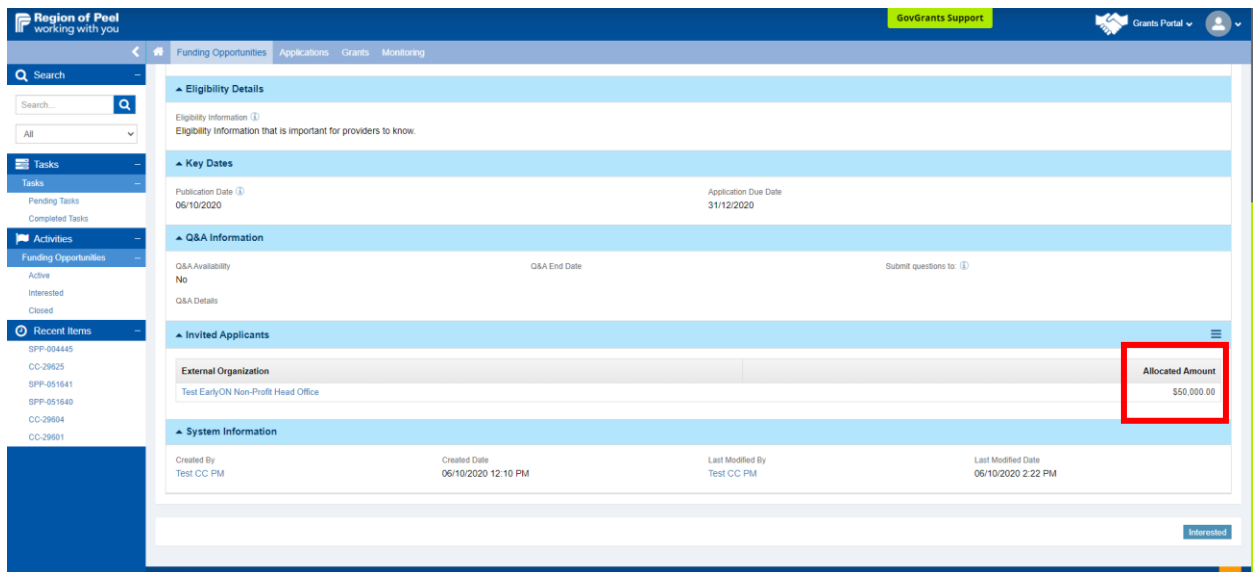 Region of Peel
working with you
GovGrants Support
Grants Portal
Funding Opportunities Applications Grants Monitoring
Search
Search...
All
Tasks
Tasks
Pending Tasks
Completed Tasks
Activities
Funding Opportunities
Active
Interested
Closed
Recent Items
SPP-004445
CC-29625
SPP-051641
SPP-051640
CC-29604
CC-29601
Eligibility Details
Eligibility Information
Eligibility Information that is important for providers to know.
Key Dates
Publication Date Application Due Date
06/10/2020 31/12/2020
Q&A Information
Q&A Availability Q&A End Date Submit questions to:
No
Q&A Details
Invited Applicants
External Organization Allocated Amount
Test EarlyON Non-Profit Head Office $50,000.00
System Information
Created By Created Date Last Modified By Last Modified Date
Test CC PM 06/10/2020 12:10 PM Test CC PM 06/10/2020 2:22 PM
Interested